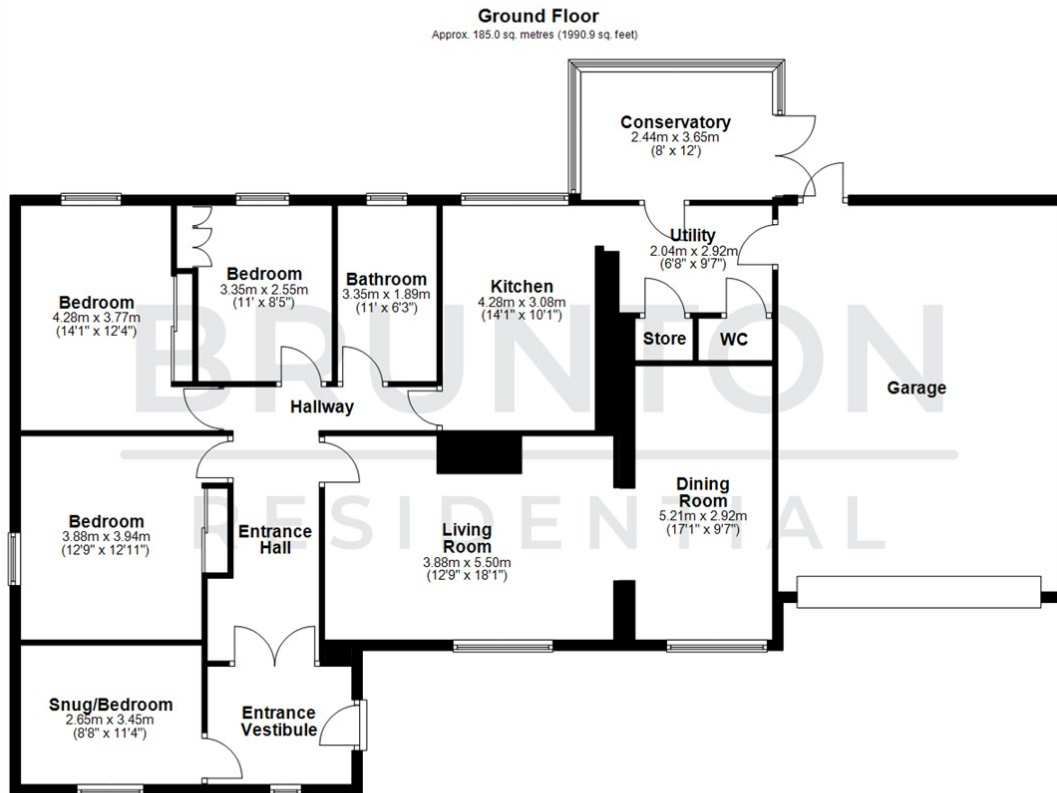 Ground Floor
Approx. 185.0 sq. metres (1990.9 sq. feet)
Conservatory
2.44m x 3.65m
(8' x 12')
Utility
2.04m x 2.92m
(6'8" x 9'7")
Bedroom
3.35m x 2.55m
(11' x 8'5")
Bathroom
3.35m x 1.89m
(11' x 6'3")
Kitchen
4.28m x 3.08m
(14'1" x 10'1")
Bedroom
4.28m x 3.77m
(14'1" x 12'4")
Store
WC
Garage
Hallway
BRUNTON
RESIDENTIAL
Bedroom
3.88m x 3.94m
(12'9" x 12'11")
Entrance
Hall
Living
Room
3.88m x 5.50m
(12'9" x 18'1")
Dining
Room
5.21m x 2.92m
(17'1" x 9'7")
Snug/Bedroom
2.65m x 3.45m
(8'8" x 11'4")
Entrance
Vestibule